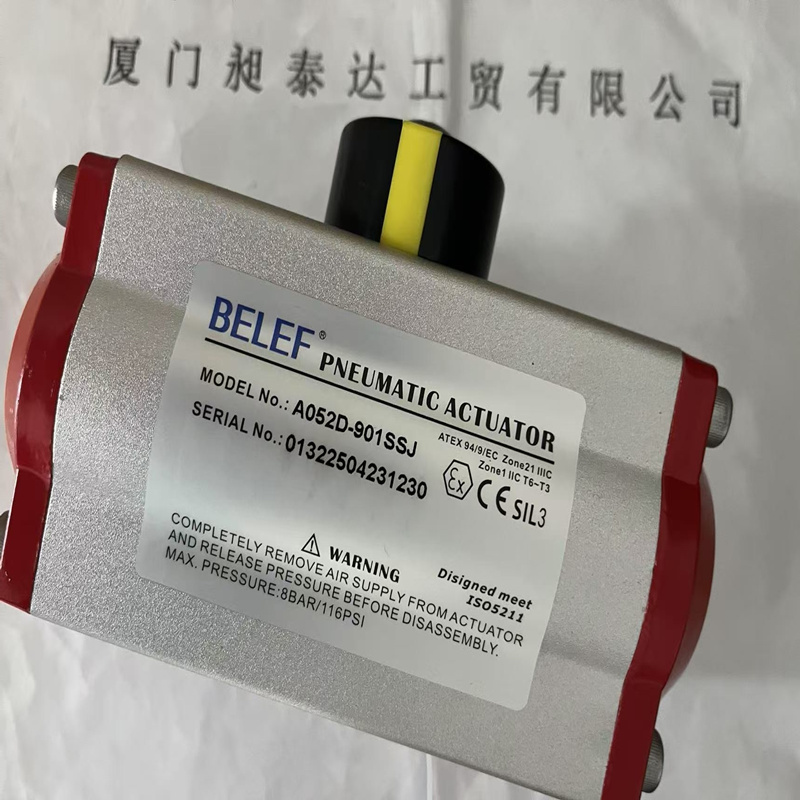 厦门昶泰达工贸有限公司
BELEF®
PNEUMATIC ACTUATOR
MODEL No.: A052D-901SSJ
SERIAL No.: 01322504231230
ATEX 94/9/EC Zone21 IIIC
Zone1 IIC T6~T3
Ex CE SIL3
⚠ WARNING
COMPLETELY REMOVE AIR SUPPLY FROM ACTUATOR
AND RELEASE PRESSURE BEFORE DISASSEMBLY.
MAX. PRESSURE:8BAR/116PSI
Disigned meet
ISO5211